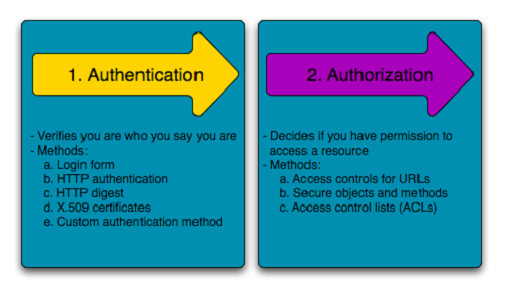 1. Authentication
- Verifies you are who you say you are
- Methods:
a. Login form
b. HTTP authentication
c. HTTP digest
d. X.509 certificates
e. Custom authentication method
2. Authorization
- Decides if you have permission to
access a resource
- Methods:
a. Access controls for URLs
b. Secure objects and methods
c. Access control lists (ACLs)